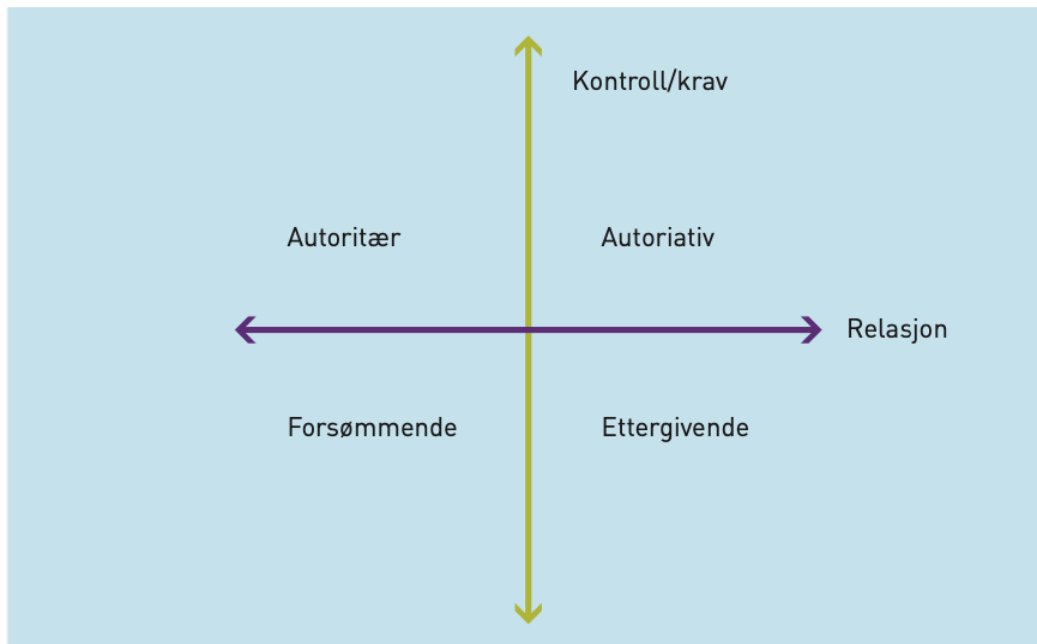 Kontroll/krav
Autoritær
Autoriativ
Relasjon
Forsømmende
Ettergivende